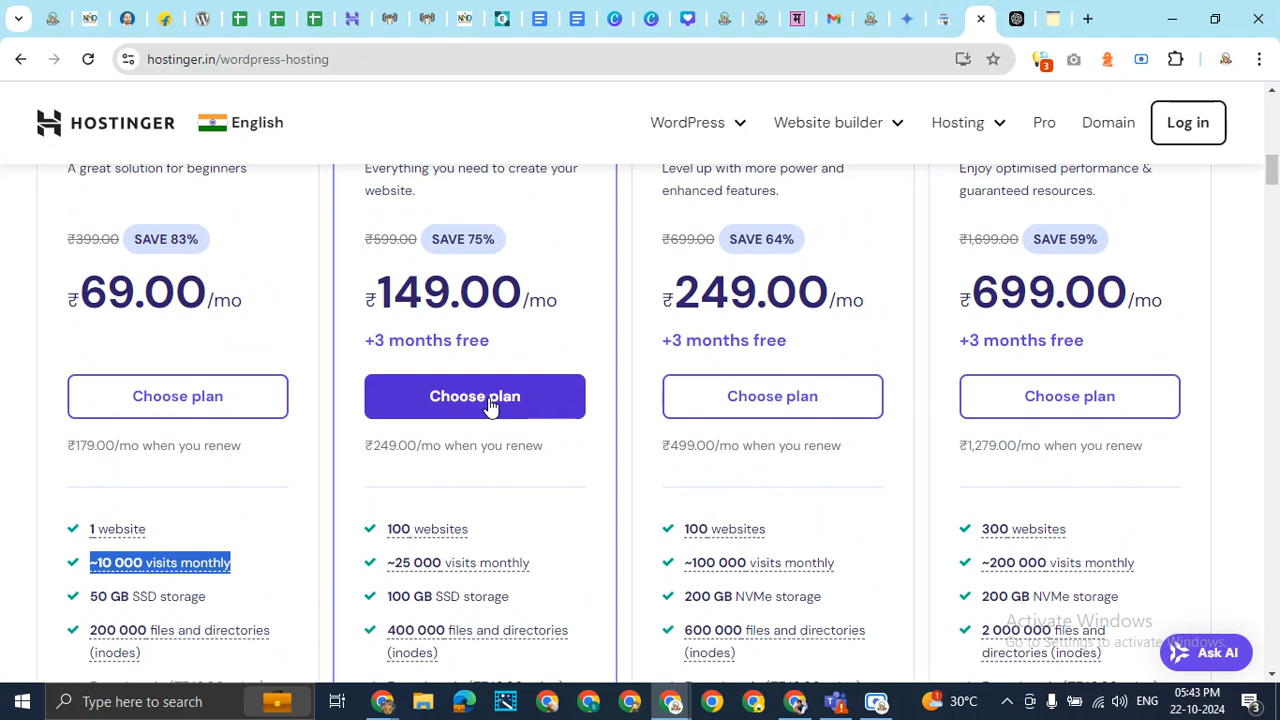 hostinger.in/wordpress-hosting
3
HOSTINGER
English
WordPress
Website builder
Hosting
Pro
Domain
Log in
A great solution for beginners
₹399.00 SAVE 83%
₹69.00/mo
Choose plan
₹179.00/mo when you renew
1 website
~10 000 visits monthly
50 GB SSD storage
200 000 files and directories
(inodes)
Everything you need to create your
website.
₹599.00 SAVE 75%
₹149.00/mo
+3 months free
Choose plan
₹249.00/mo when you renew
100 websites
~25 000 visits monthly
100 GB SSD storage
400 000 files and directories
(inodes)
Level up with more power and
enhanced features.
₹699.00 SAVE 64%
₹249.00/mo
+3 months free
Choose plan
₹499.00/mo when you renew
100 websites
~100 000 visits monthly
200 GB NVMe storage
600 000 files and directories
(inodes)
Enjoy optimised performance &
guaranteed resources.
₹1,699.00 SAVE 59%
₹699.00/mo
+3 months free
Choose plan
₹1,279.00/mo when you renew
300 websites
~200 000 visits monthly
200 GB NVMe storage
2 000 000 files and
directories (inodes)
Activate Windows
Go to Settings to activate Windows.
Ask AI
Type here to search
30°C
ENG
05:43 PM
22-10-2024
3